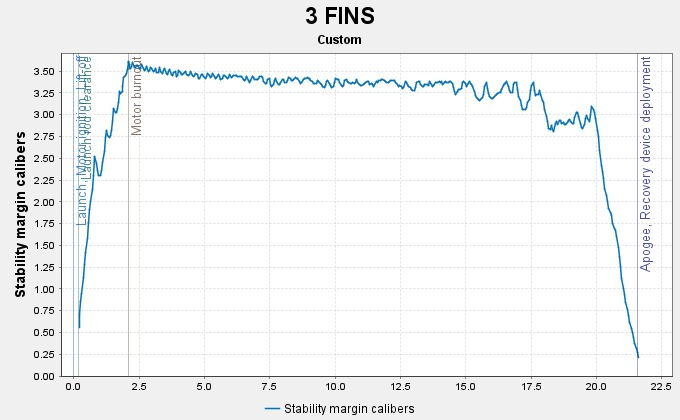 3 FINS
Custom
Stability margin calibers
3.50
3.25
3.00
2.75
2.50
2.25
2.00
1.75
1.50
1.25
1.00
0.75
0.50
0.25
0.00
Launch, Motor ignition, Lift-off
Launch rod clearance
Motor burnout
Apogee, Recovery device deployment
0.0 2.5 5.0 7.5 10.0 12.5 15.0 17.5 20.0 22.5
Stability margin calibers